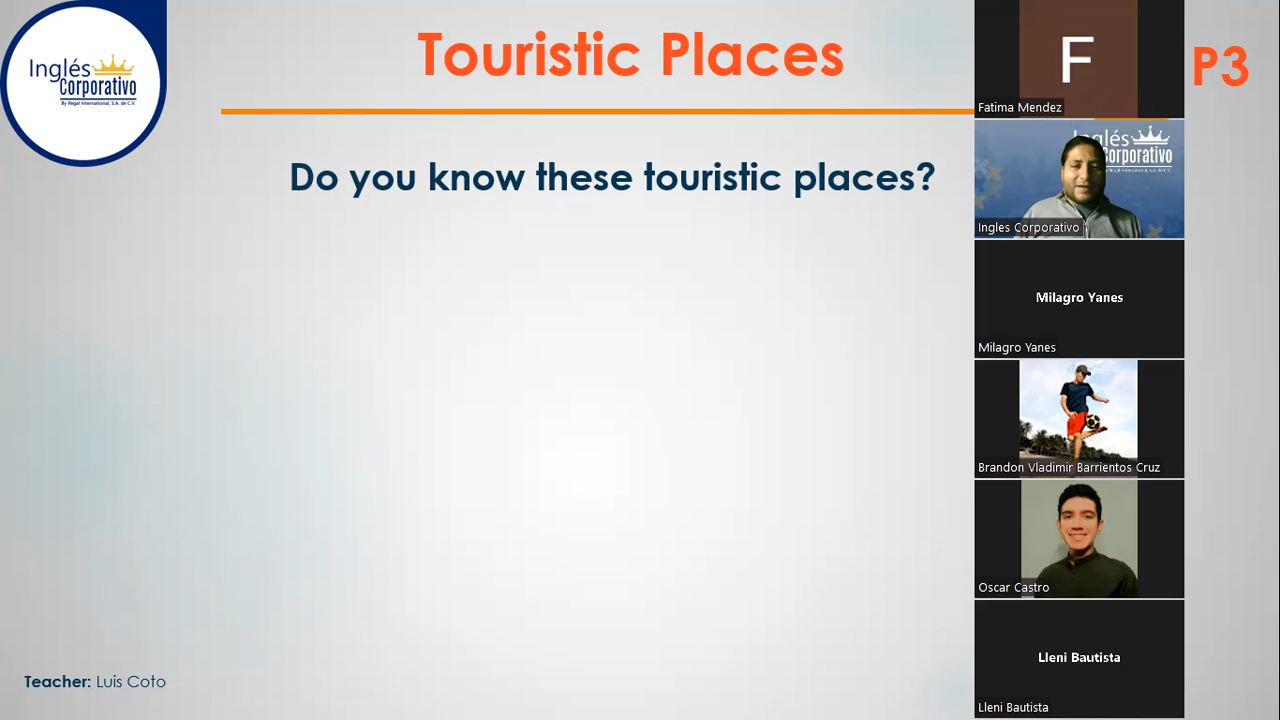 Inglés
Corporativo
By Regal International, S.A. de C.V.
Touristic Places
P3
Do you know these touristic places?
F
Fatima Mendez
Inglés
Corporativo
Ingles Corporativo
Milagro Yanes
Milagro Yanes
Brandon Vladimir Barrientos Cruz
Oscar Castro
Lleni Bautista
Lleni Bautista
Teacher: Luis Coto